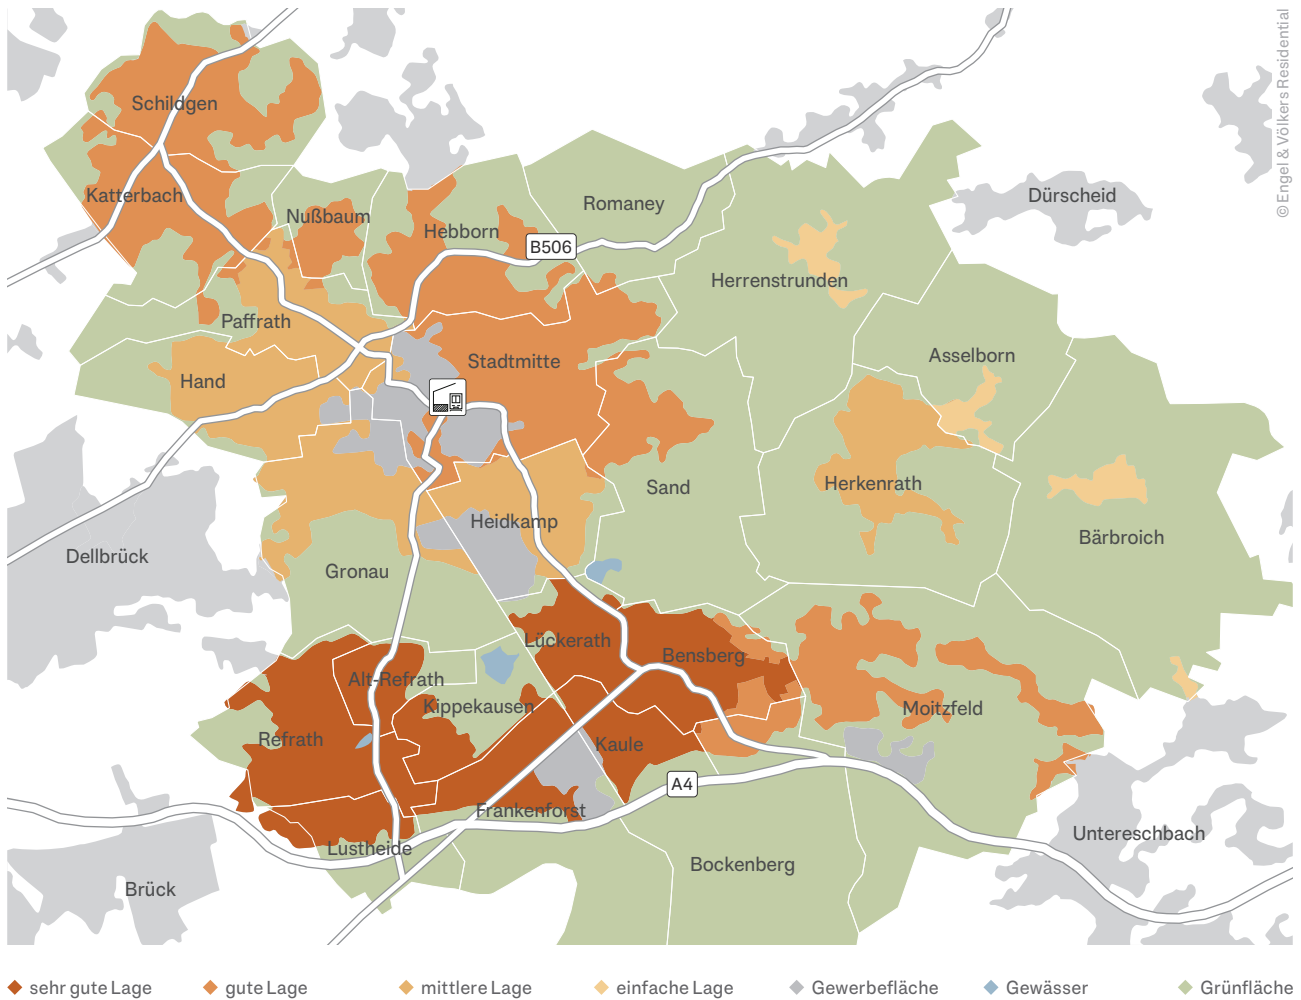 © Engel & Völkers Residential
Schildgen
Katterbach
Nußbaum
Hebborn
Romaney
Dürscheid
B506
Herrenstrunden
Paffrath
Stadtmitte
Asselborn
Hand
Sand
Herkenrath
Heidkamp
Bärbroich
Dellbrück
Gronau
Lückerath
Bensberg
Alt-Refrath
Kippekausen
Moitzfeld
Refrath
Kaule
A4
Frankenforst
Untereschbach
Lustheide
Bockenberg
Brück
sehr gute Lage
gute Lage
mittlere Lage
einfache Lage
Gewerbefläche
Gewässer
Grünfläche